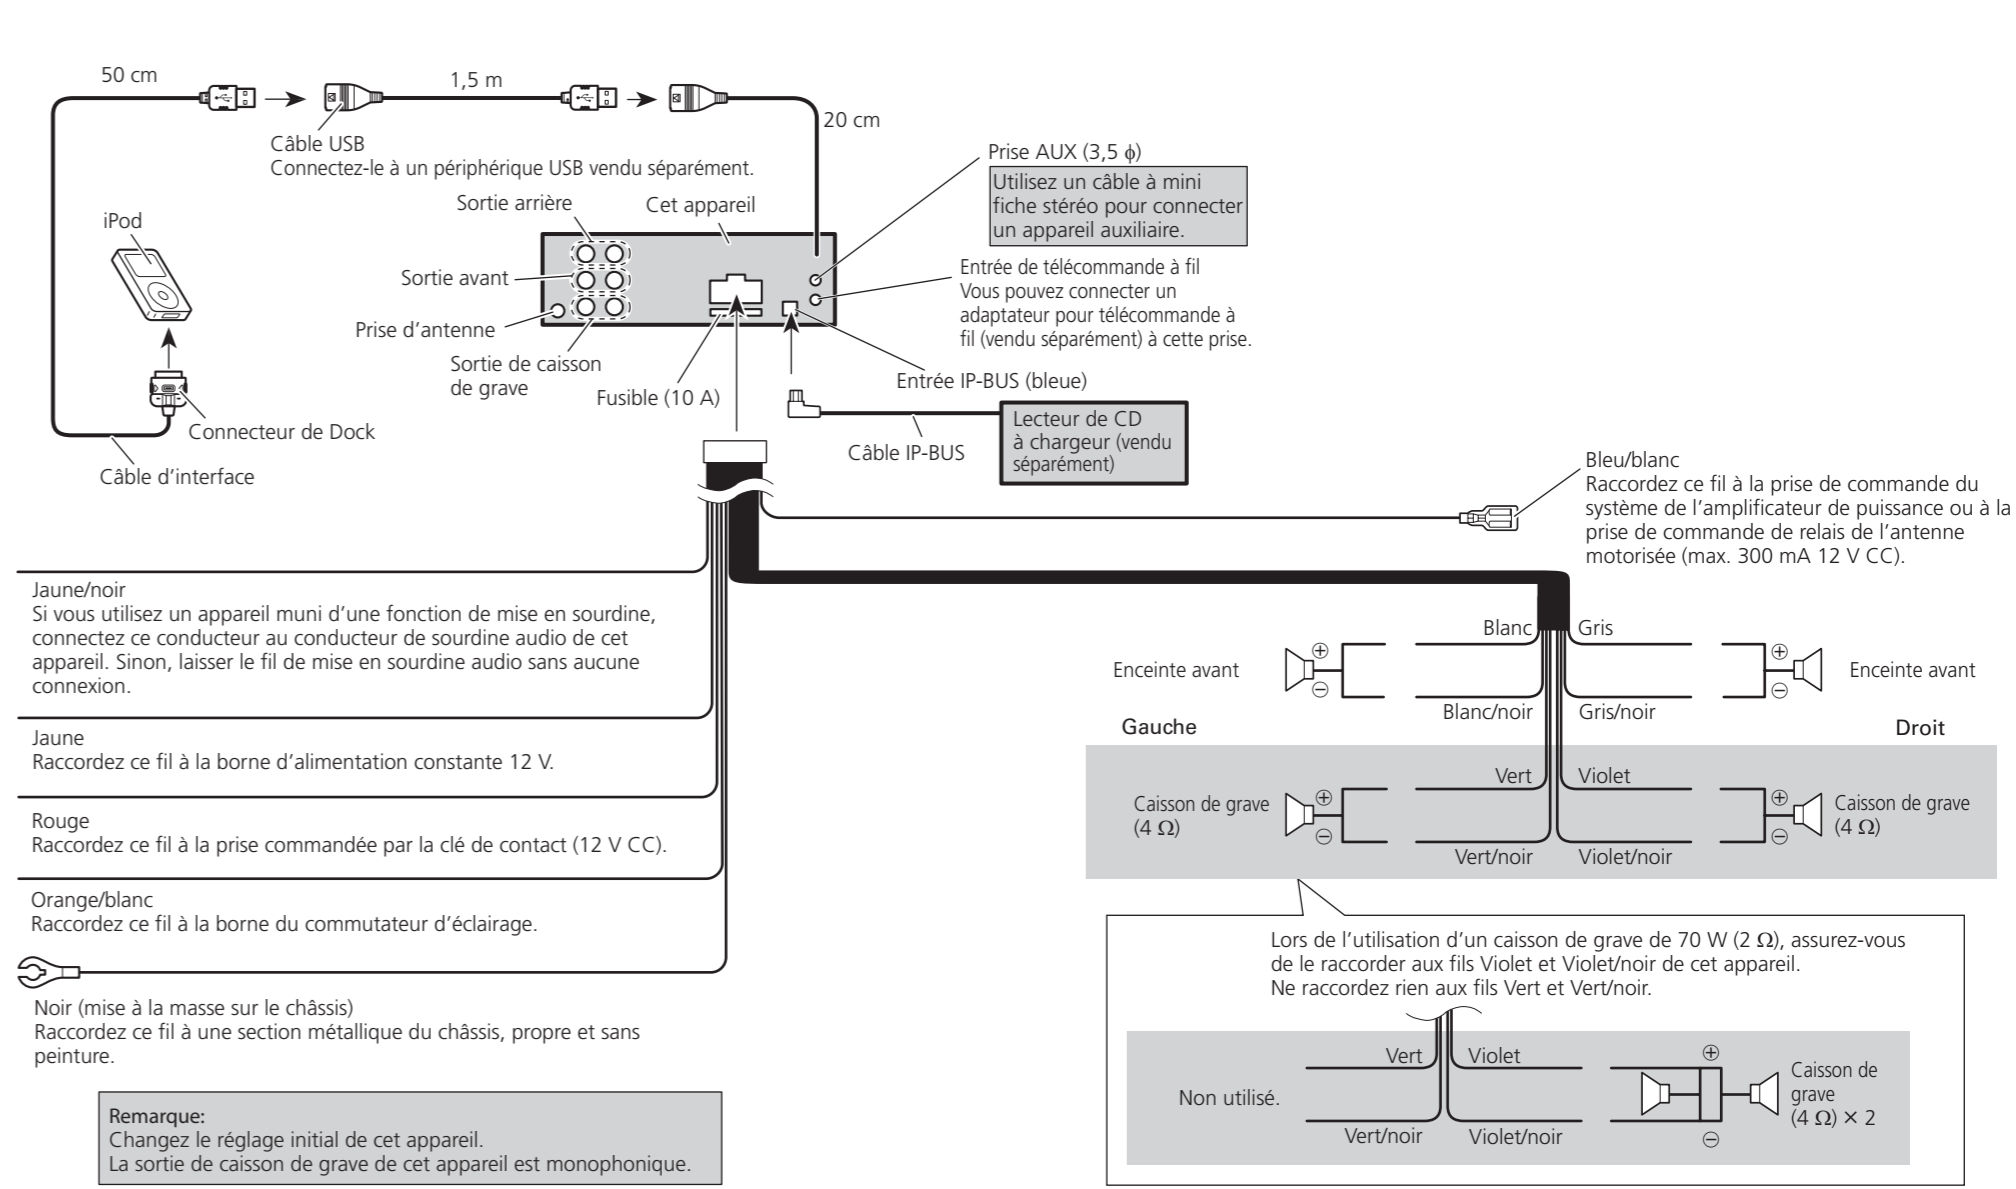 50 cm
1,5 m
20 cm
Câble USB
Connectez-le à un périphérique USB vendu séparément.
Prise AUX (3,5 ϕ)
Utilisez un câble à mini
fiche stéréo pour connecter
un appareil auxiliaire.
iPod
Sortie arrière
Cet appareil
Sortie avant
Entrée de télécommande à fil
Vous pouvez connecter un
adaptateur pour télécommande à
fil (vendu séparément) à cette prise.
Prise d'antenne
Sortie de caisson
de grave
Fusible (10 A)
Entrée IP-BUS (bleue)
Connecteur de Dock
Câble d'interface
Câble IP-BUS
Lecteur de CD
à chargeur (vendu
séparément)
Bleu/blanc
Raccordez ce fil à la prise de commande du
système de l'amplificateur de puissance ou à la
prise de commande de relais de l'antenne
motorisée (max. 300 mA 12 V CC).
Jaune/noir
Si vous utilisez un appareil muni d'une fonction de mise en sourdine,
connectez ce conducteur au conducteur de sourdine audio de cet
appareil. Sinon, laisser le fil de mise en sourdine audio sans aucune
connexion.
Jaune
Raccordez ce fil à la borne d'alimentation constante 12 V.
Rouge
Raccordez ce fil à la prise commandée par la clé de contact (12 V CC).
Orange/blanc
Raccordez ce fil à la borne du commutateur d'éclairage.
Noir (mise à la masse sur le châssis)
Raccordez ce fil à une section métallique du châssis, propre et sans
peinture.
Remarque:
Changez le réglage initial de cet appareil.
La sortie de caisson de grave de cet appareil est monophonique.
Blanc
Gris
Enceinte avant
⊕
⊖
⊕
⊖
Enceinte avant
Blanc/noir
Gris/noir
Gauche
Droit
Vert
Violet
Caisson de grave
(4 Ω)
⊕
⊖
⊕
⊖
Caisson de grave
(4 Ω)
Vert/noir
Violet/noir
Lors de l'utilisation d'un caisson de grave de 70 W (2 Ω), assurez-vous
de le raccorder aux fils Violet et Violet/noir de cet appareil.
Ne raccordez rien aux fils Vert et Vert/noir.
Vert
Violet
⊕
Non utilisé.
Caisson de
grave
(4 Ω) × 2
Vert/noir
Violet/noir
⊖